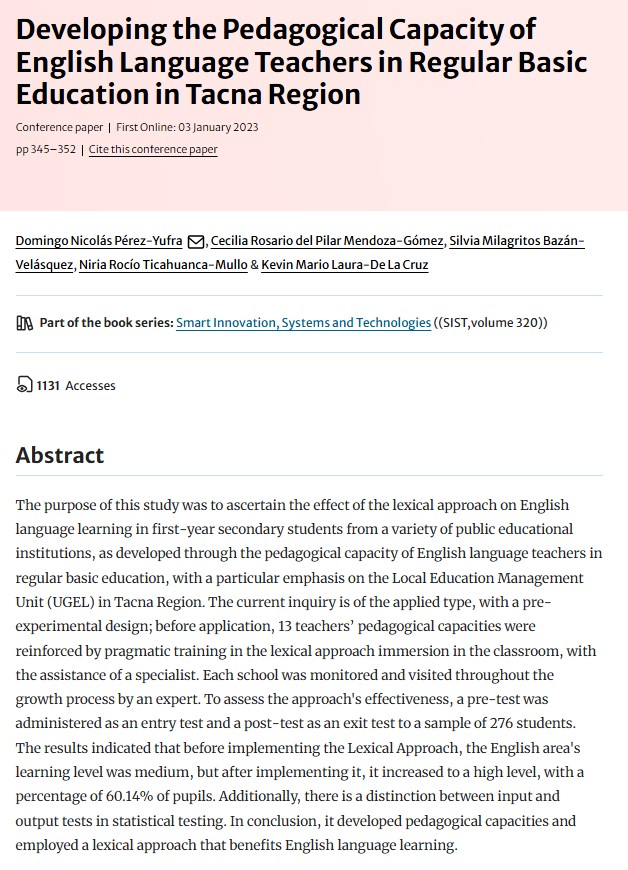 Developing the Pedagogical Capacity of
English Language Teachers in Regular Basic
Education in Tacna Region
Conference paper | First Online: 03 January 2023
pp 345–352 | Cite this conference paper
Domingo Nicolás Pérez-Yufra, Cecilia Rosario del Pilar Mendoza-Gómez, Silvia Milagritos Bazán-
Velásquez, Niria Rocío Ticahuanca-Mullo & Kevin Mario Laura-De La Cruz
Part of the book series: Smart Innovation, Systems and Technologies ((SIST,volume 320))
1131 Accesses
Abstract
The purpose of this study was to ascertain the effect of the lexical approach on English
language learning in first-year secondary students from a variety of public educational
institutions, as developed through the pedagogical capacity of English language teachers in
regular basic education, with a particular emphasis on the Local Education Management
Unit (UGEL) in Tacna Region. The current inquiry is of the applied type, with a pre-
experimental design; before application, 13 teachers’ pedagogical capacities were
reinforced by pragmatic training in the lexical approach immersion in the classroom, with
the assistance of a specialist. Each school was monitored and visited throughout the
growth process by an expert. To assess the approach's effectiveness, a pre-test was
administered as an entry test and a post-test as an exit test to a sample of 276 students.
The results indicated that before implementing the Lexical Approach, the English area's
learning level was medium, but after implementing it, it increased to a high level, with a
percentage of 60.14% of pupils. Additionally, there is a distinction between input and
output tests in statistical testing. In conclusion, it developed pedagogical capacities and
employed a lexical approach that benefits English language learning.